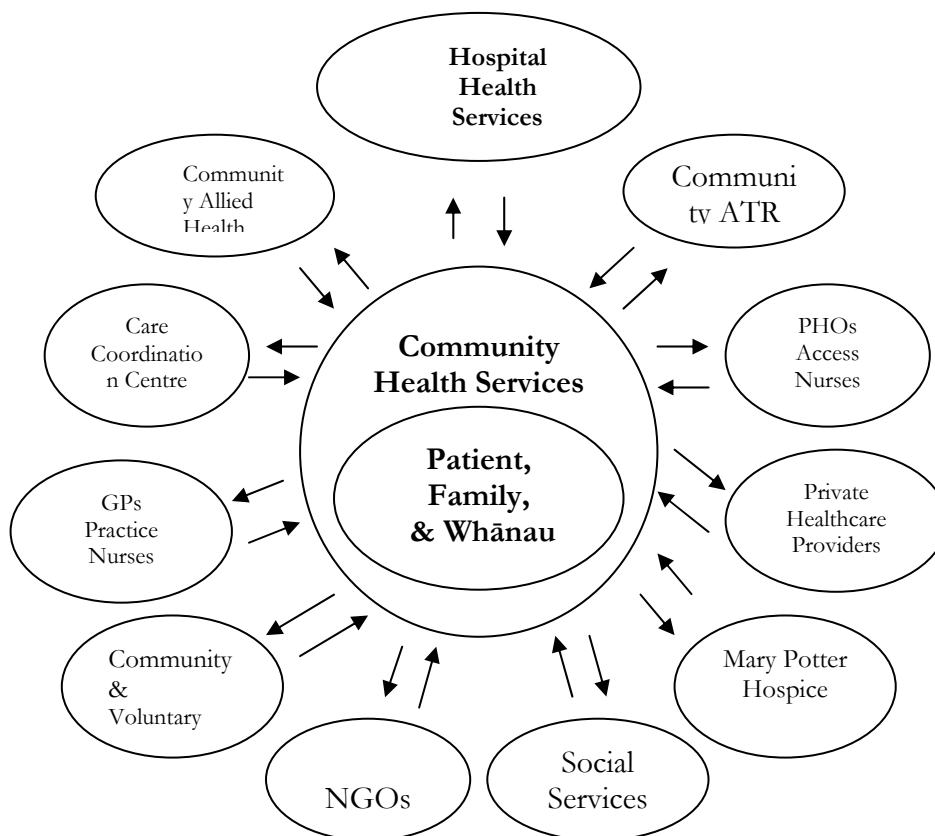 Hospital
Health
Services
Communit
y Allied
Health
Communi
tv ATR
Care
Coordinatio
n Centre
Community
Health Services
PHOs
Access
Nurses
Patient,
Family,
& Whānau
GPs
Practice
Nurses
Private
Healthcare
Providers
Community
&
Voluntary
Mary Potter
Hospice
NGOs
Social
Services